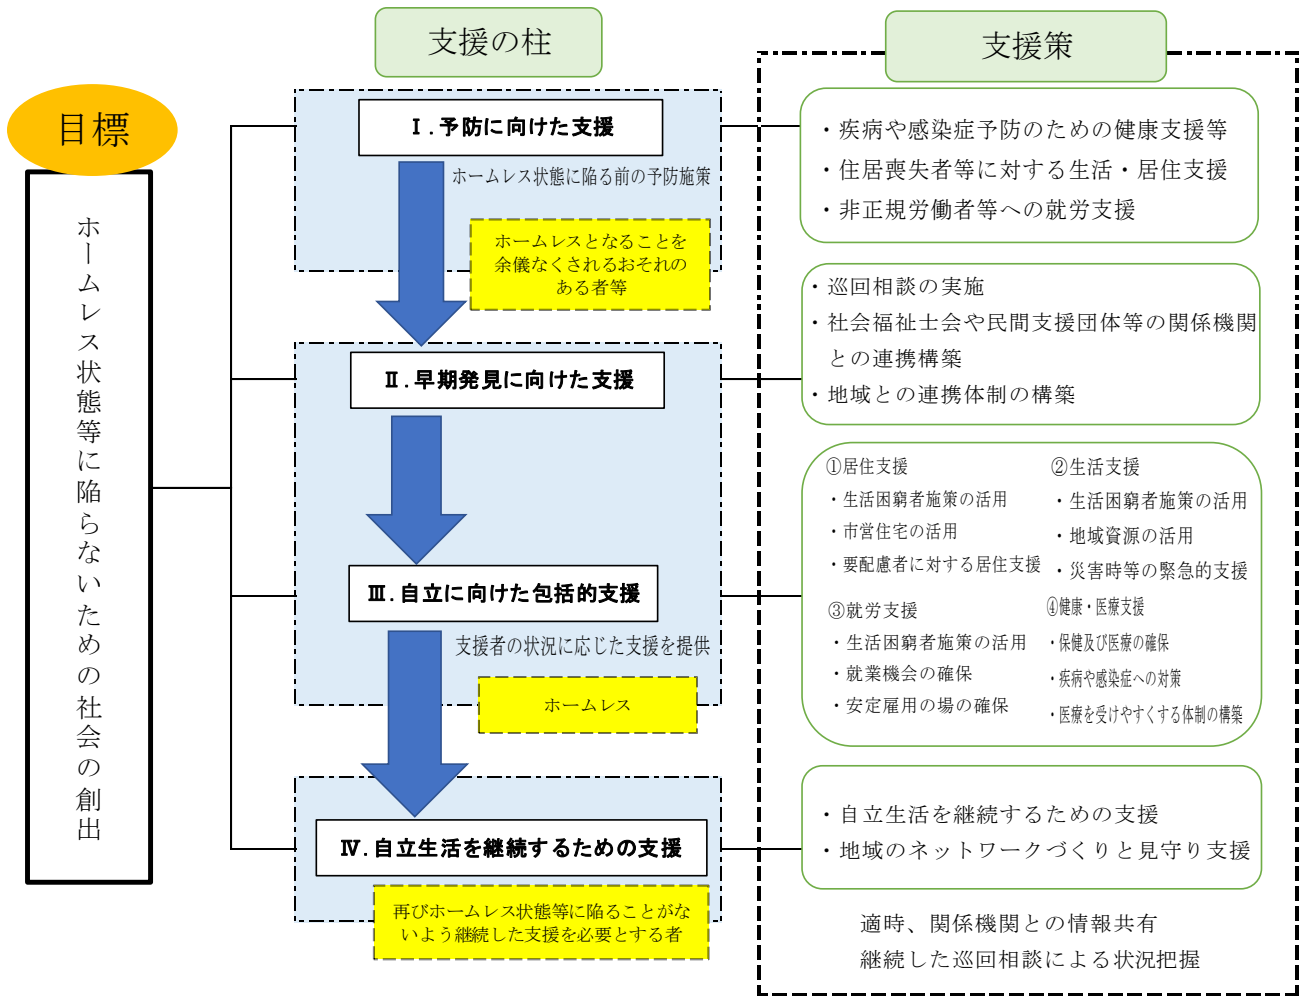 支援の柱
支援策
目標
ホームレス状態等に陥らないための社会の創出
Ⅰ.予防に向けた支援
ホームレス状態に陥る前の予防施策
ホームレスとなることを
余儀なくされるおそれの
ある者等
・疾病や感染症予防のための健康支援等
・住居喪失者等に対する生活・居住支援
・非正規労働者等への就労支援
Ⅱ.早期発見に向けた支援
・巡回相談の実施
・社会福祉士会や民間支援団体等の関係機関
との連携構築
・地域との連携体制の構築
Ⅲ.自立に向けた包括的支援
支援者の状況に応じた支援を提供
ホームレス
①居住支援
・生活困窮者施策の活用
・市営住宅の活用
・要配慮者に対する居住支援
②生活支援
・生活困窮者施策の活用
・地域資源の活用
・災害時等の緊急的支援
③就労支援
・生活困窮者施策の活用
・就業機会の確保
・安定雇用の場の確保
④健康・医療支援
・保健及び医療の確保
・疾病や感染症への対策
・医療を受けやすくする体制の構築
Ⅳ.自立生活を継続するための支援
再びホームレス状態等に陥ることがな
いよう継続した支援を必要とする者
・自立生活を継続するための支援
・地域のネットワークづくりと見守り支援
適時、関係機関との情報共有
継続した巡回相談による状況把握